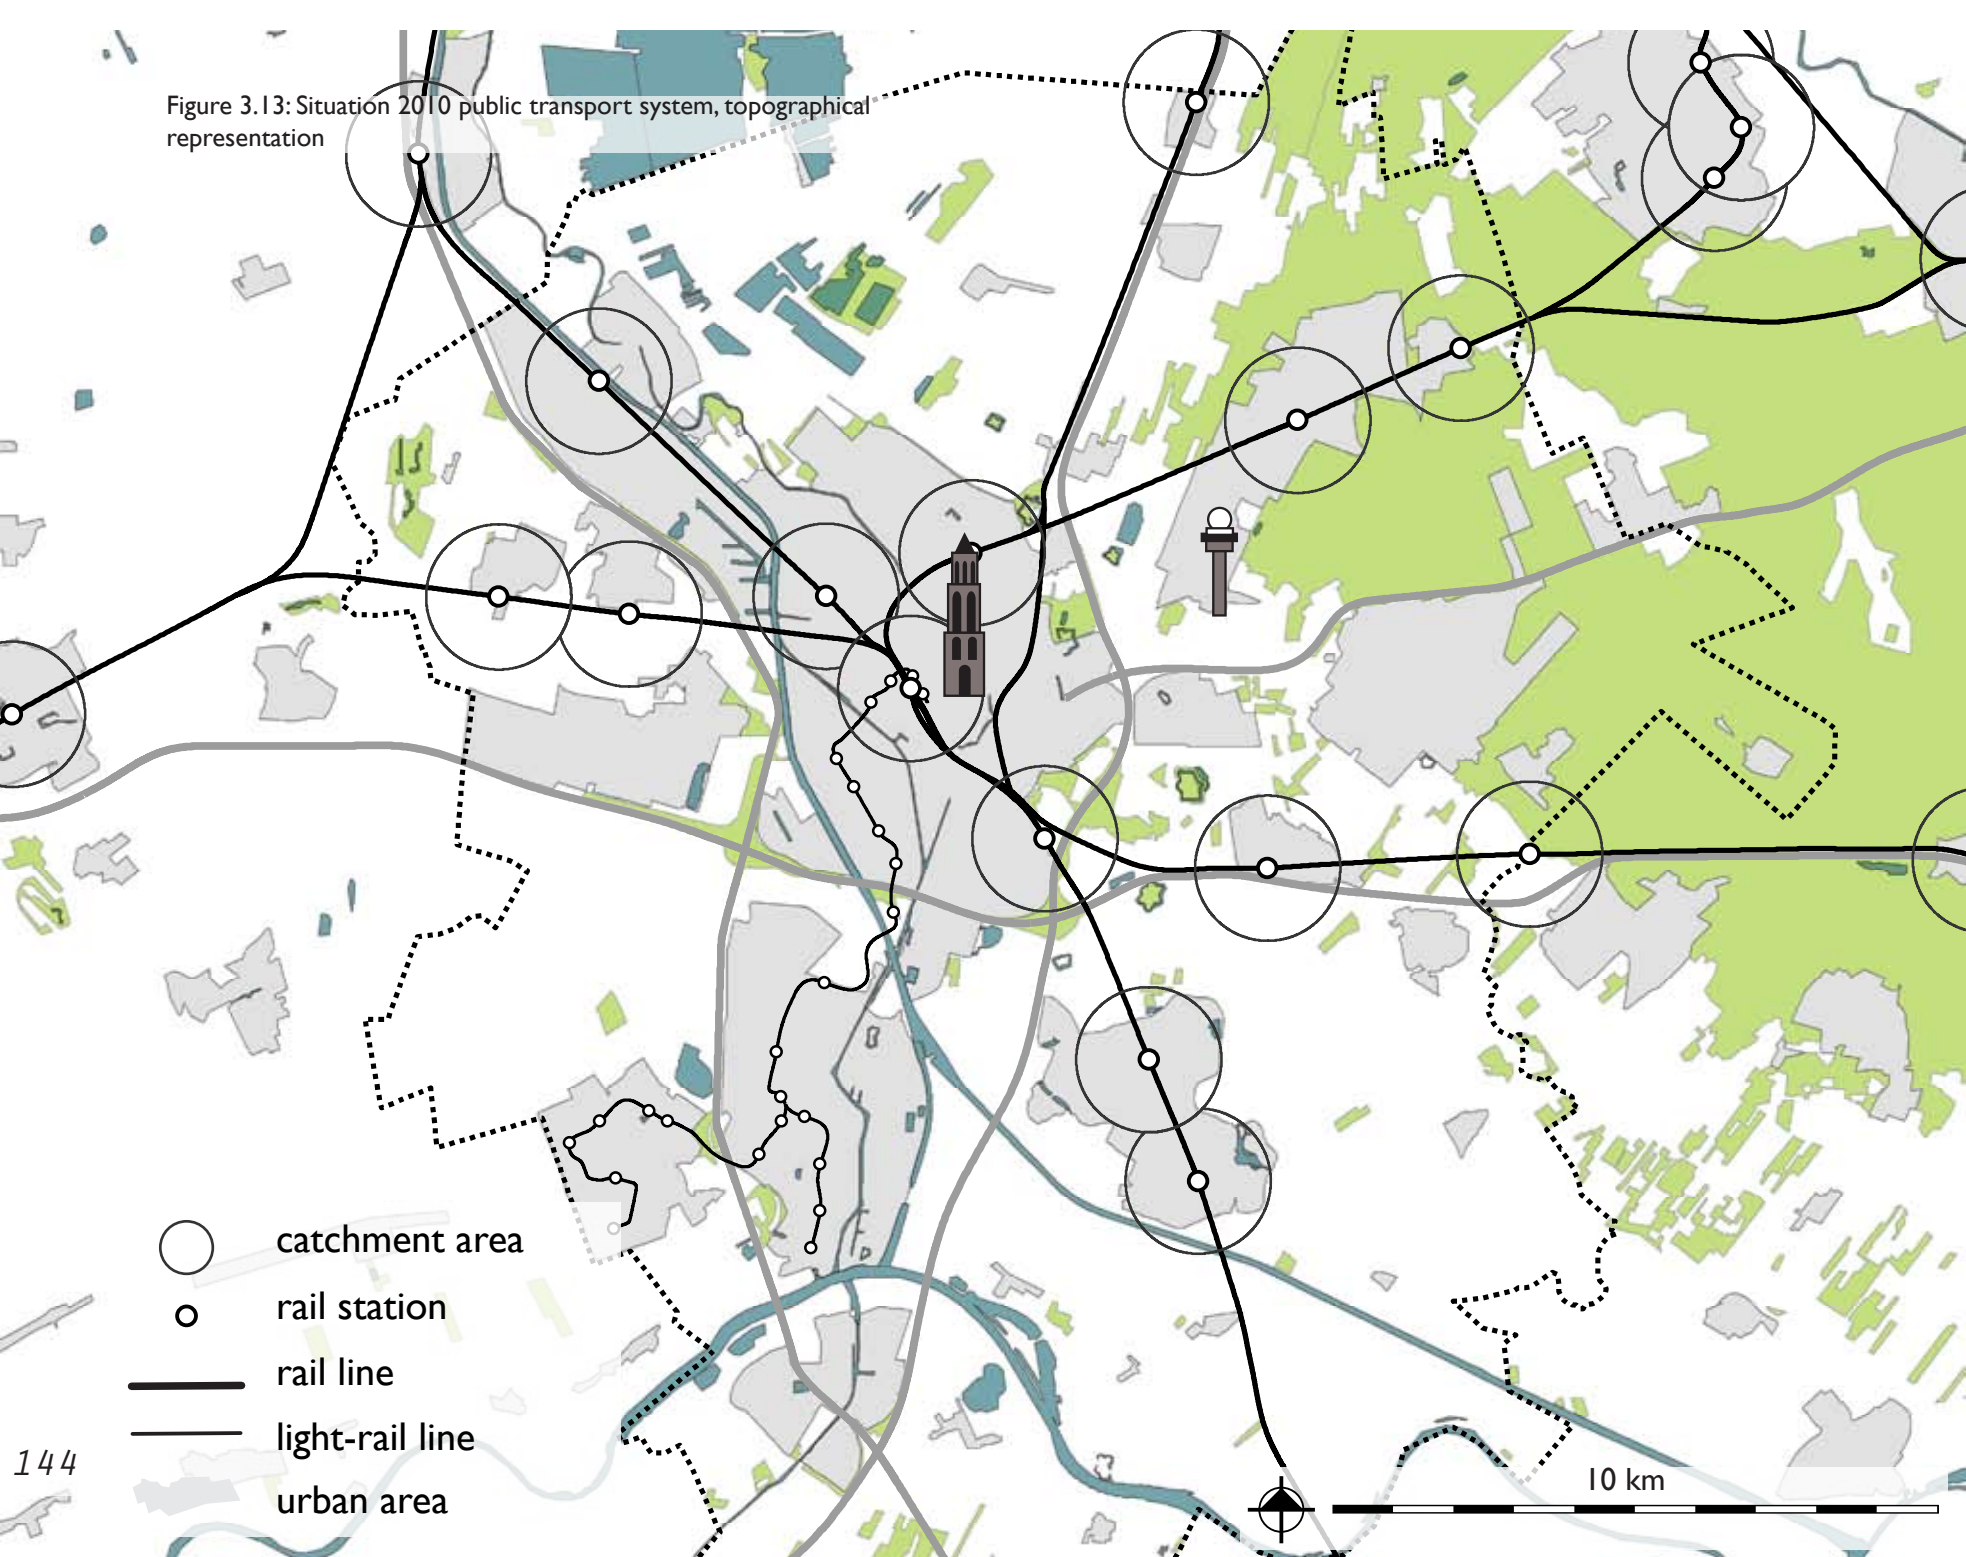 Figure 3.13: Situation 2010 public transport system, topographical
representation
catchment area
rail station
rail line
light-rail line
urban area
144
10 km